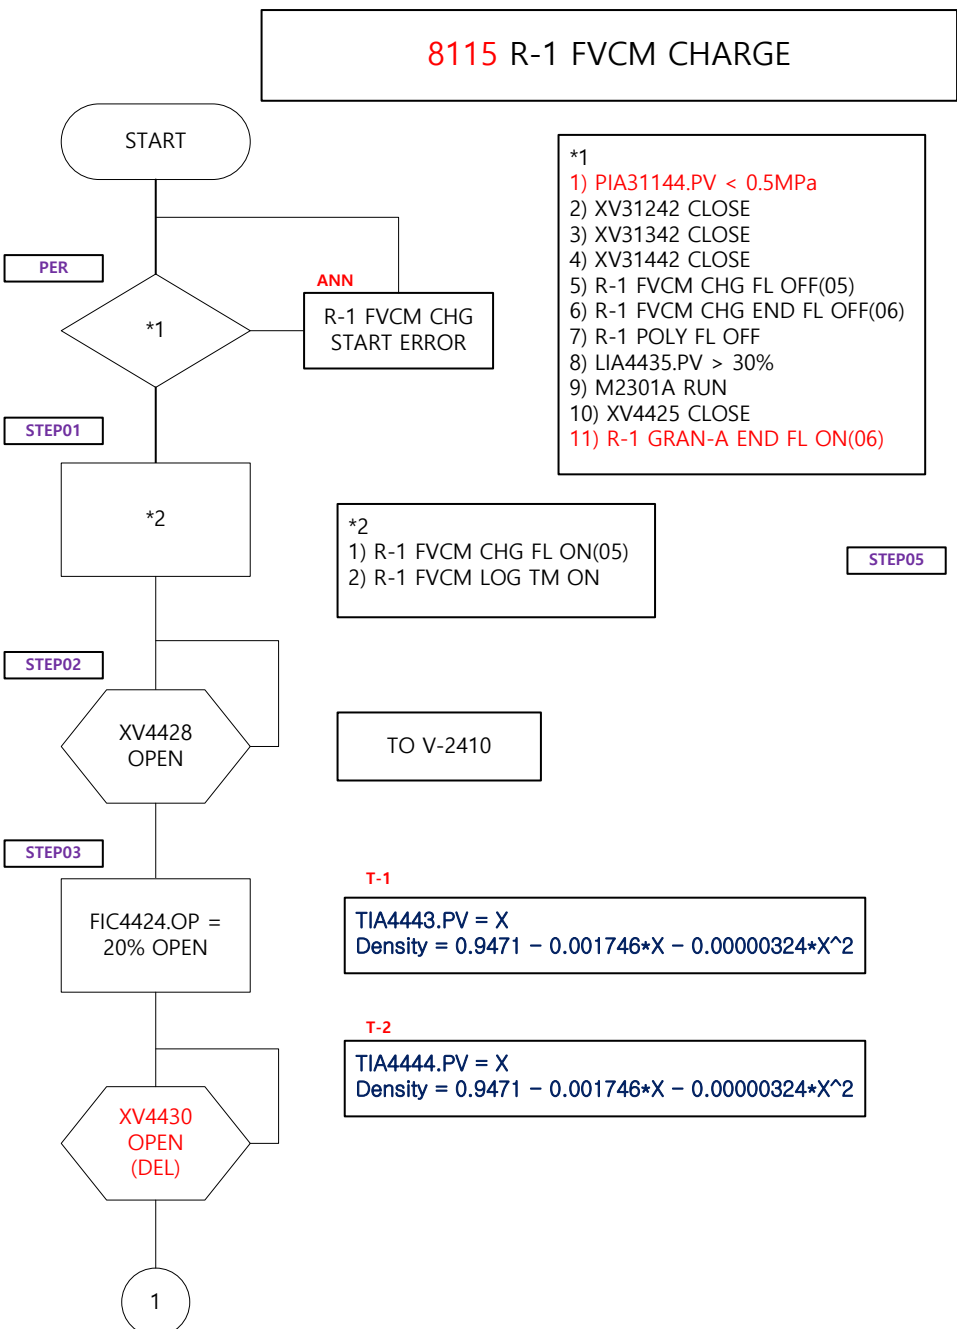 8115 R-1 FVCM CHARGE
START
*1
1) PIA31144.PV < 0.5MPa
2) XV31242 CLOSE
3) XV31342 CLOSE
4) XV31442 CLOSE
5) R-1 FVCM CHG FL OFF(05)
6) R-1 FVCM CHG END FL OFF(06)
7) R-1 POLY FL OFF
8) LIA4435.PV > 30%
9) M2301A RUN
10) XV4425 CLOSE
11) R-1 GRAN-A END FL ON(06)
PER
*1
ANN
R-1 FVCM CHG
START ERROR
STEP01
*2
*2
1) R-1 FVCM CHG FL ON(05)
2) R-1 FVCM LOG TM ON
STEP05
STEP02
XV4428
OPEN
TO V-2410
STEP03
FIC4424.OP =
20% OPEN
T-1
TIA4443.PV = X
Density = 0.9471 - 0.001746*X - 0.00000324*X^2
T-2
TIA4444.PV = X
Density = 0.9471 - 0.001746*X - 0.00000324*X^2
XV4430
OPEN
(DEL)
1